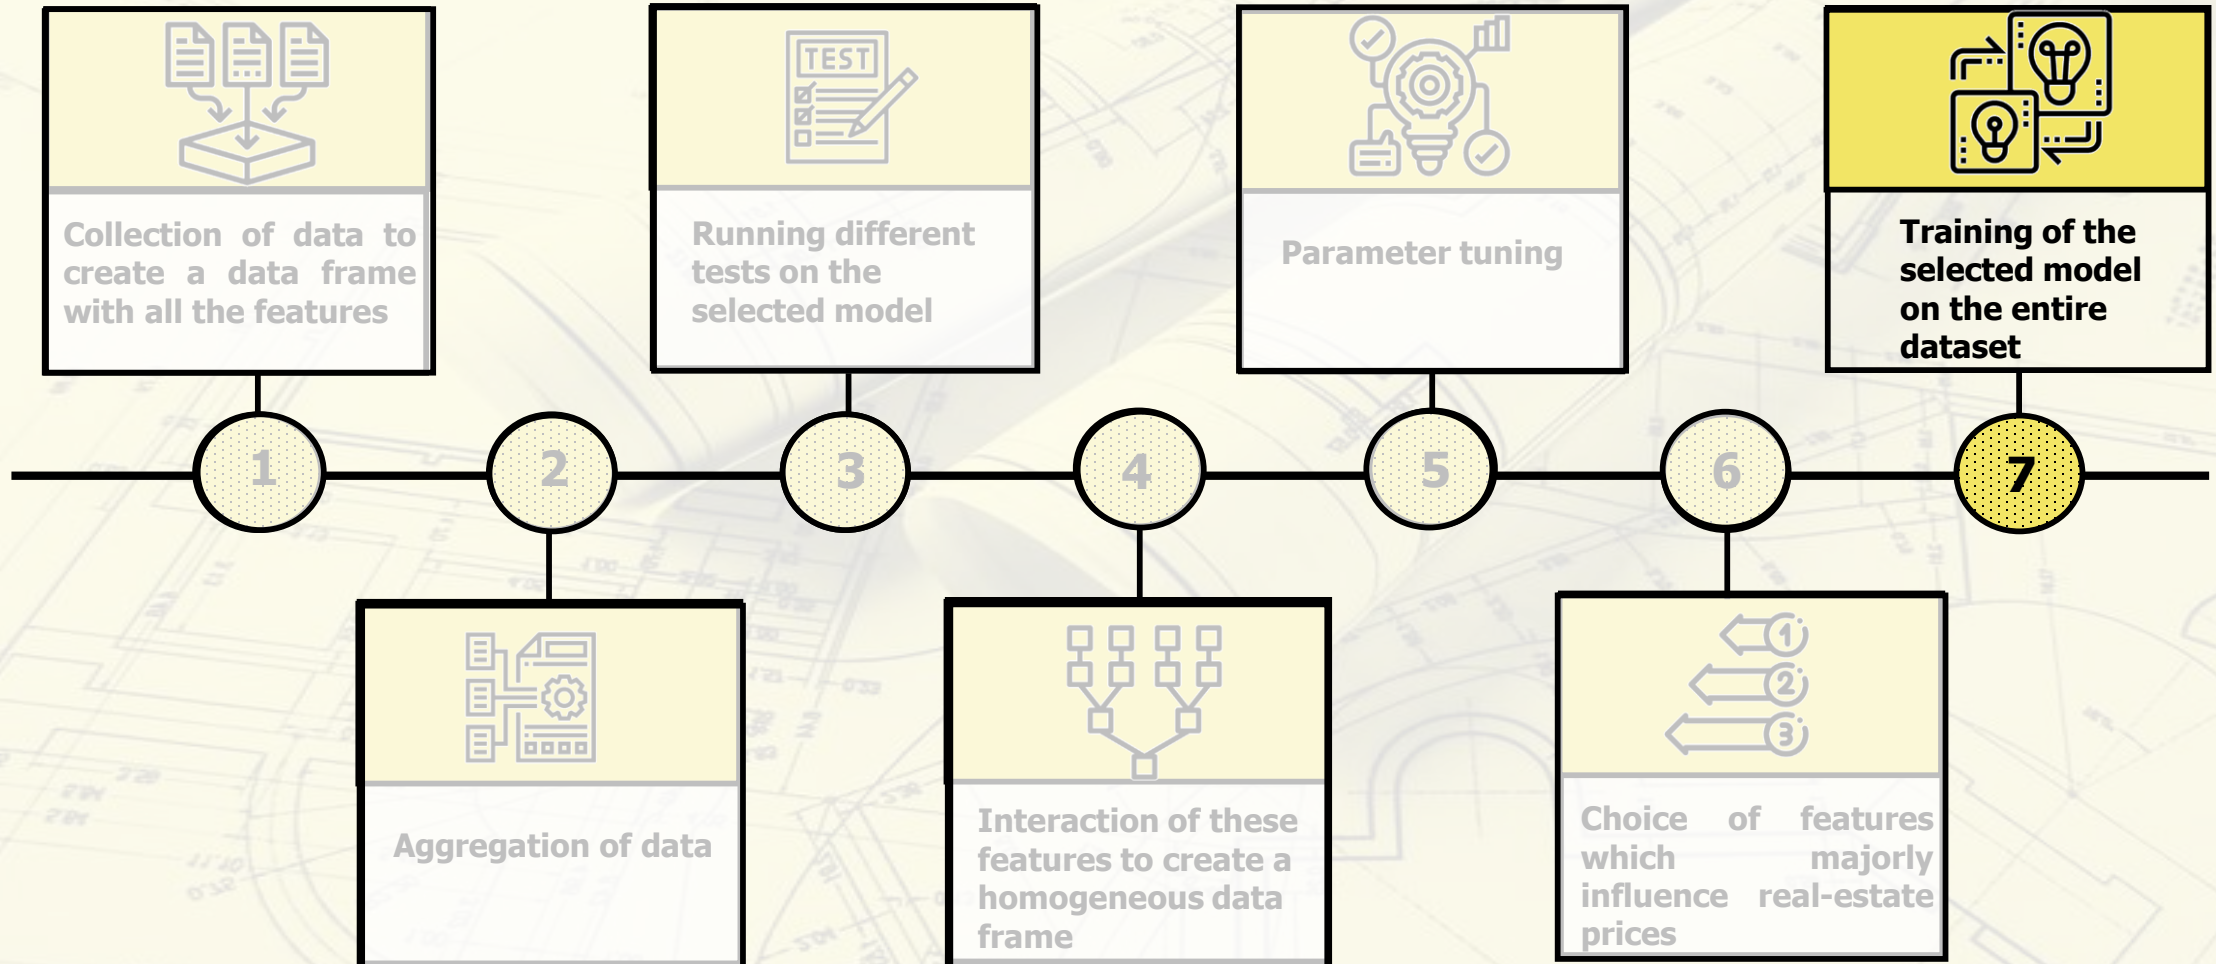 TEST
Collection of data to
create a data frame
with all the features
Running different
tests on the
selected model
Parameter tuning
Training of the
selected model
on the entire
dataset
1
2
3
4
5
6
7
Aggregation of data
Interaction of these
features to create a
homogeneous data
frame
1
2
3
Choice of features
which majorly
influence real-estate
prices